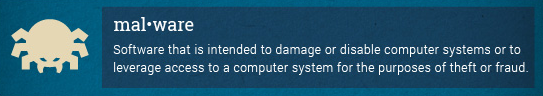 mal•ware
Software that is intended to damage or disable computer systems or to
leverage access to a computer system for the purposes of theft or fraud.